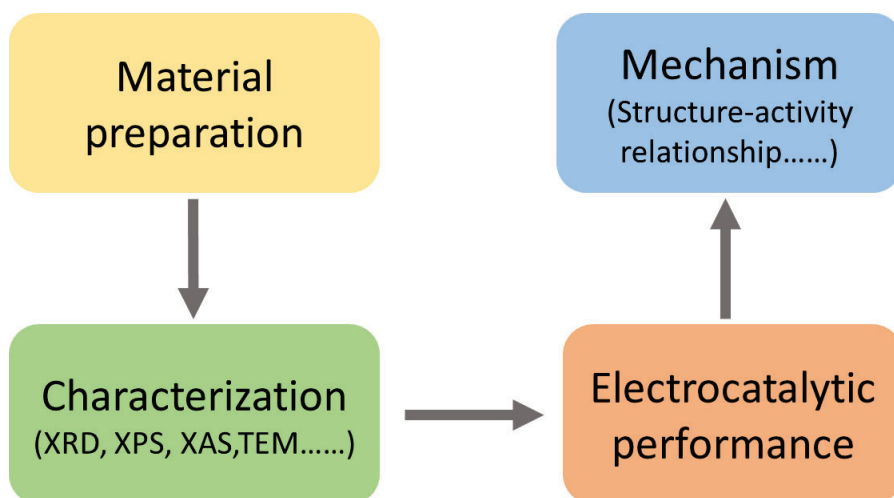 Material
preparation
Characterization
(XRD, XPS, XAS,TEM......)
Electrocatalytic
performance
Mechanism
(Structure-activity
relationship......)